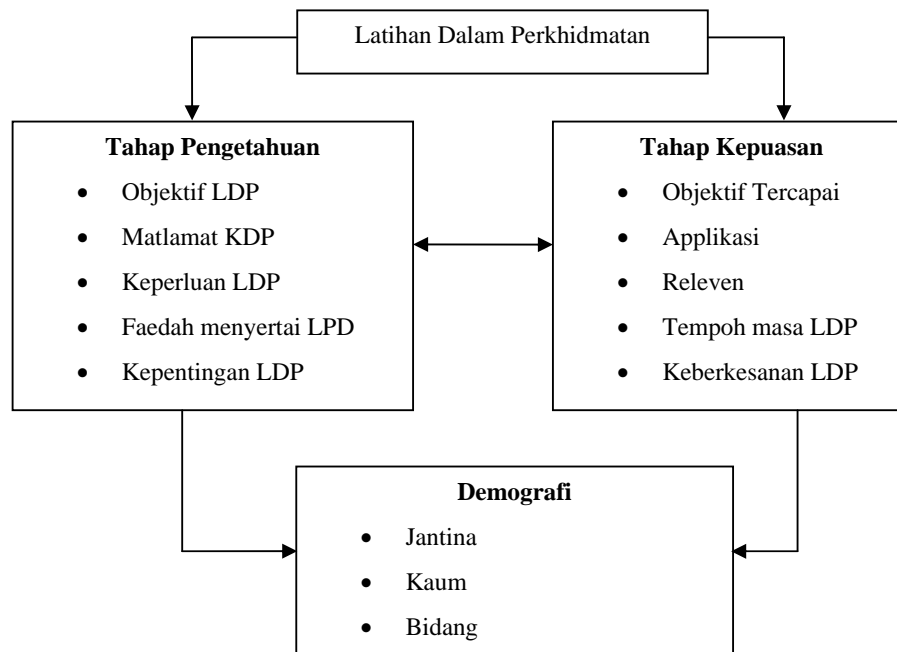 Latihan Dalam Perkhidmatan
Tahap Pengetahuan
• Objektif LDP
• Matlamat KDP
• Keperluan LDP
• Faedah menyertai LPD
• Kepentingan LDP
Tahap Kepuasan
• Objektif Tercapai
• Applikasi
• Releven
• Tempoh masa LDP
• Keberkesanan LDP
Demografi
• Jantina
• Kaum
• Bidang